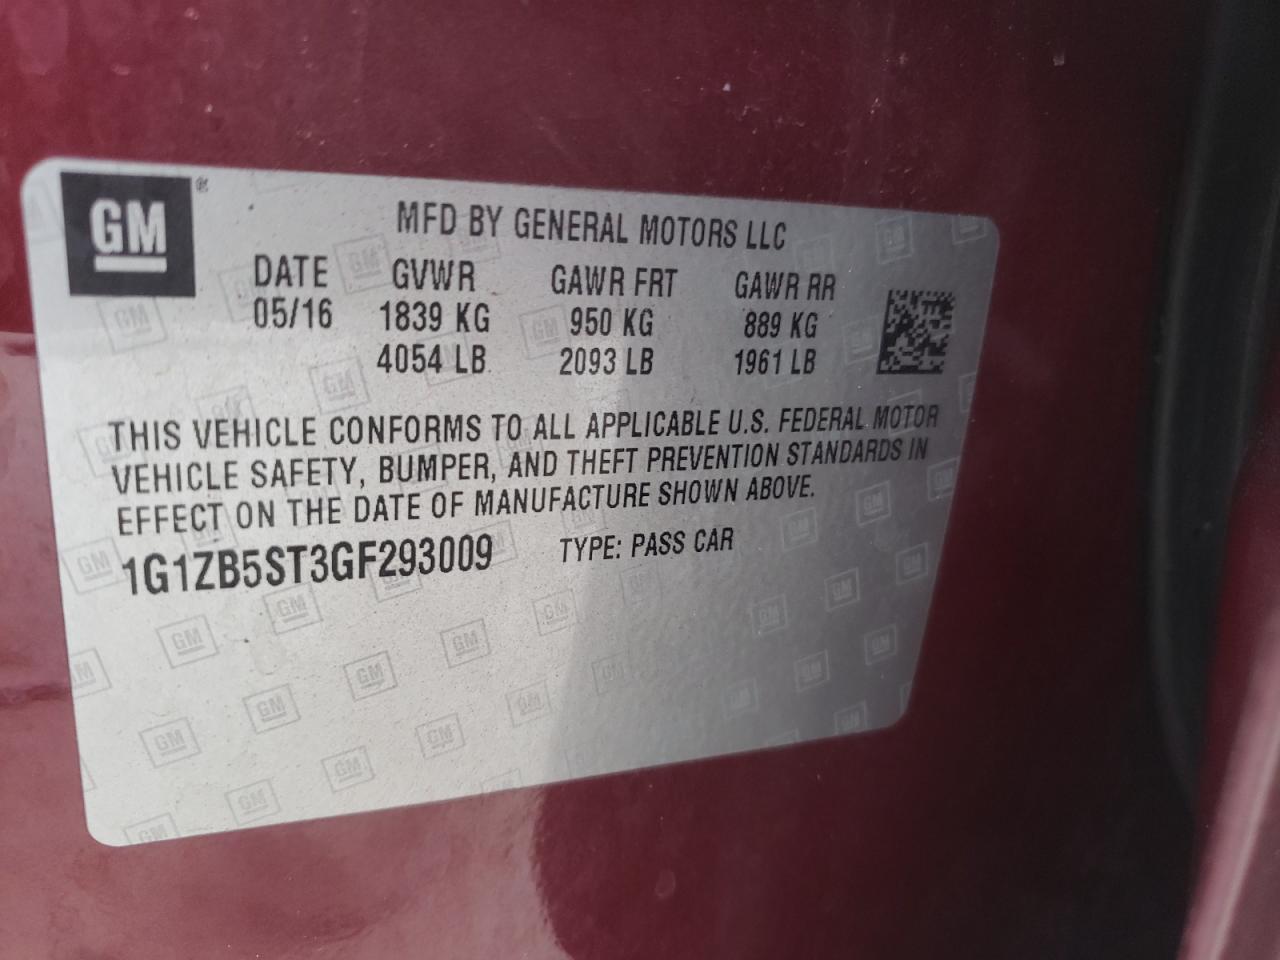 GM ®
MFD BY GENERAL MOTORS LLC
DATE GVWR GAWR FRT GAWR RR
05/16 1839 KG 950 KG 889 KG
4054 LB 2093 LB 1961 LB
THIS VEHICLE CONFORMS TO ALL APPLICABLE U.S. FEDERAL MOTOR
VEHICLE SAFETY, BUMPER, AND THEFT PREVENTION STANDARDS IN
EFFECT ON THE DATE OF MANUFACTURE SHOWN ABOVE.
1G1ZB5ST3GF293009 TYPE: PASS CAR